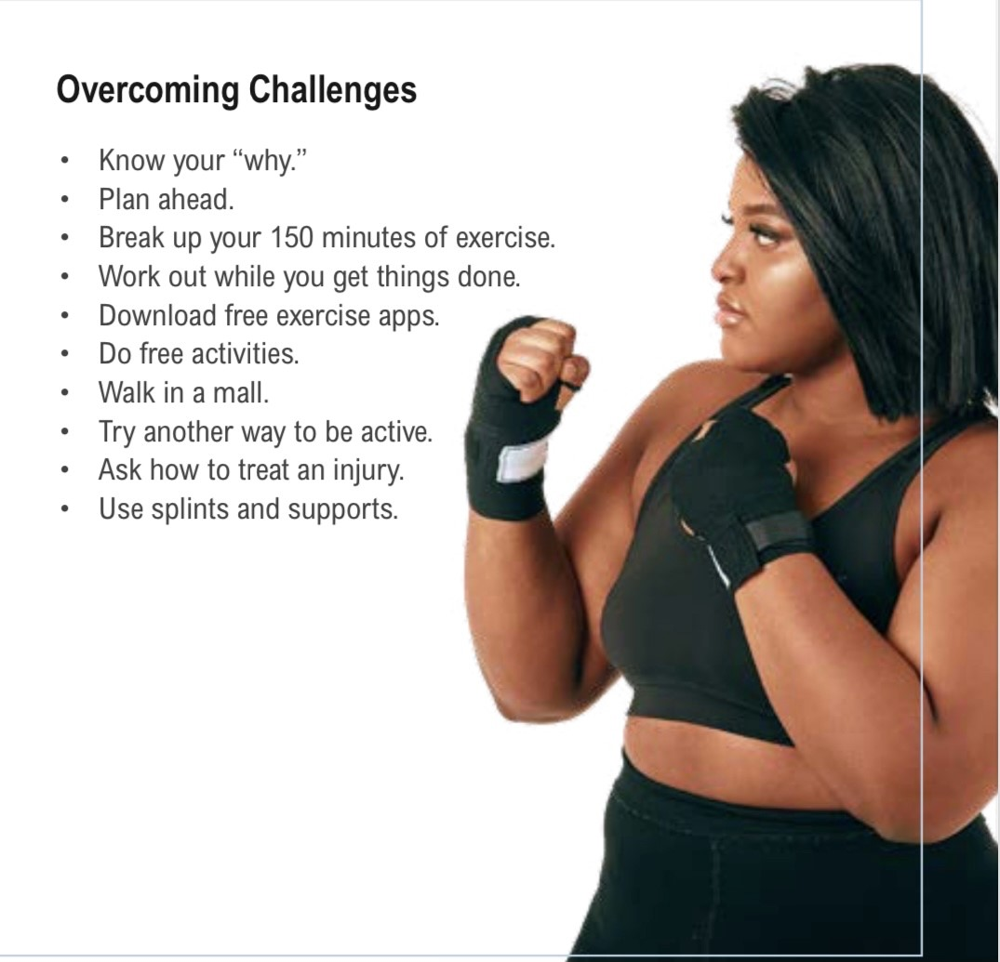 Overcoming Challenges
• Know your “why.”
• Plan ahead.
• Break up your 150 minutes of exercise.
• Work out while you get things done.
• Download free exercise apps.
• Do free activities.
• Walk in a mall.
• Try another way to be active.
• Ask how to treat an injury.
• Use splints and supports.